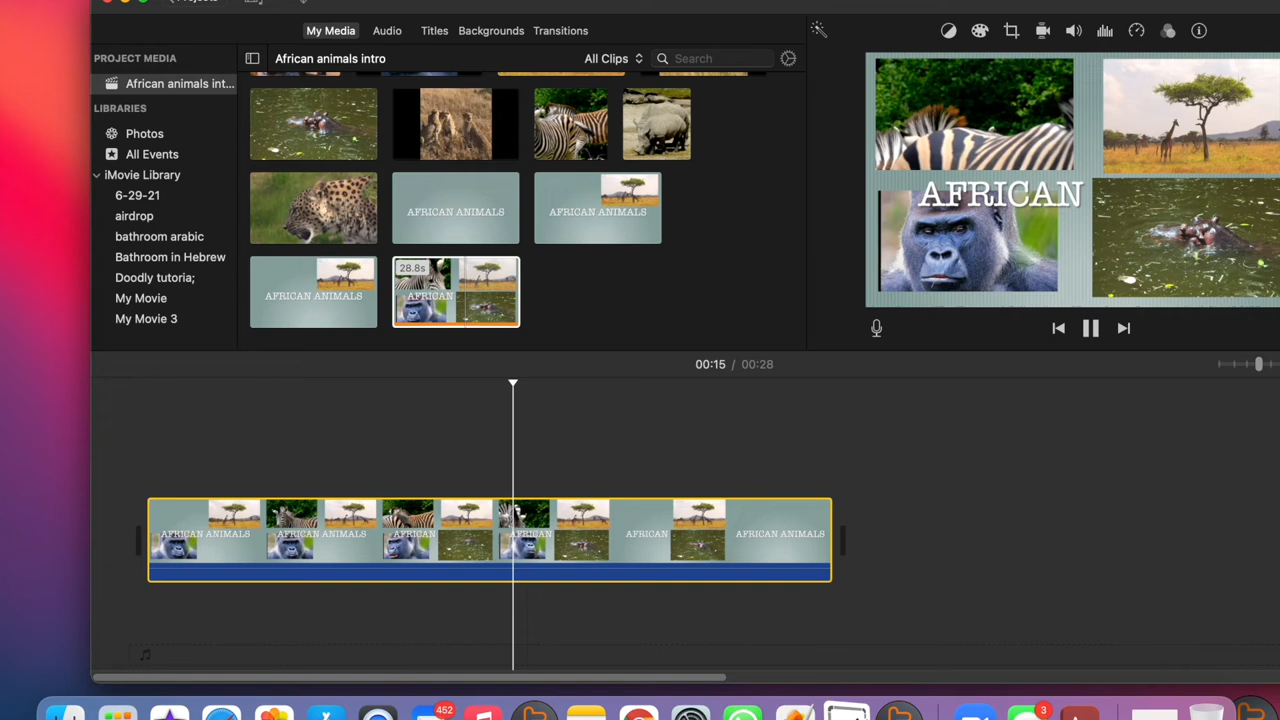 Projects
My Media Audio Titles Backgrounds Transitions
PROJECT MEDIA
African animals int...
LIBRARIES
Photos
All Events
iMovie Library
6-29-21
airdrop
bathroom arabic
Bathroom in Hebrew
Doodly tutoria;
My Movie
My Movie 3
African animals intro All Clips Search
AFRICAN ANIMALS AFRICAN ANIMALS
AFRICAN ANIMALS 28.8s AFRICAN
AFRICAN
00:15 / 00:28
AFRICAN ANIMALS AFRICAN ANIMALS AFRICAN AFRICAN AFRICAN AFRICAN ANIMALS
462 3